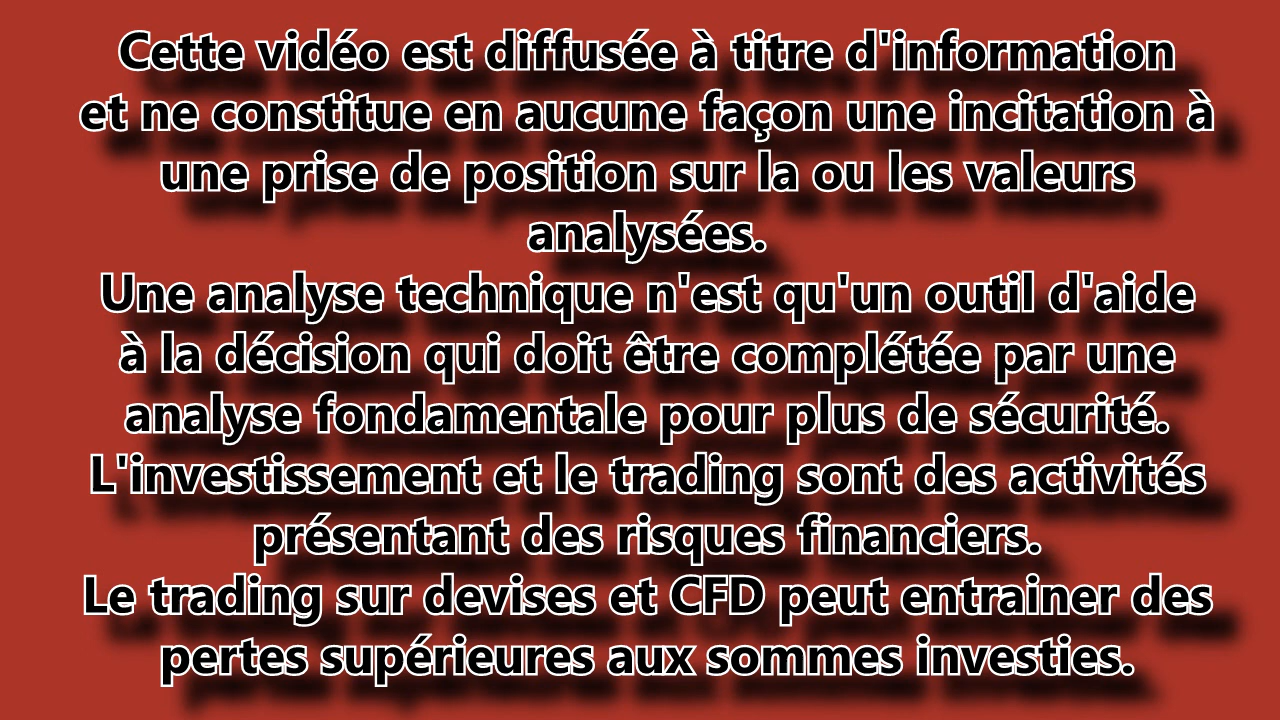 Cette vidéo est diffusée à titre d'information
et ne constitue en aucune façon une incitation à
une prise de position sur la ou les valeurs
analysées.
Une analyse technique n'est qu'un outil d'aide
à la décision qui doit être complétée par une
analyse fondamentale pour plus de sécurité.
L'investissement et le trading sont des activités
présentant des risques financiers.
Le trading sur devises et CFD peut entrainer des
pertes supérieures aux sommes investies.